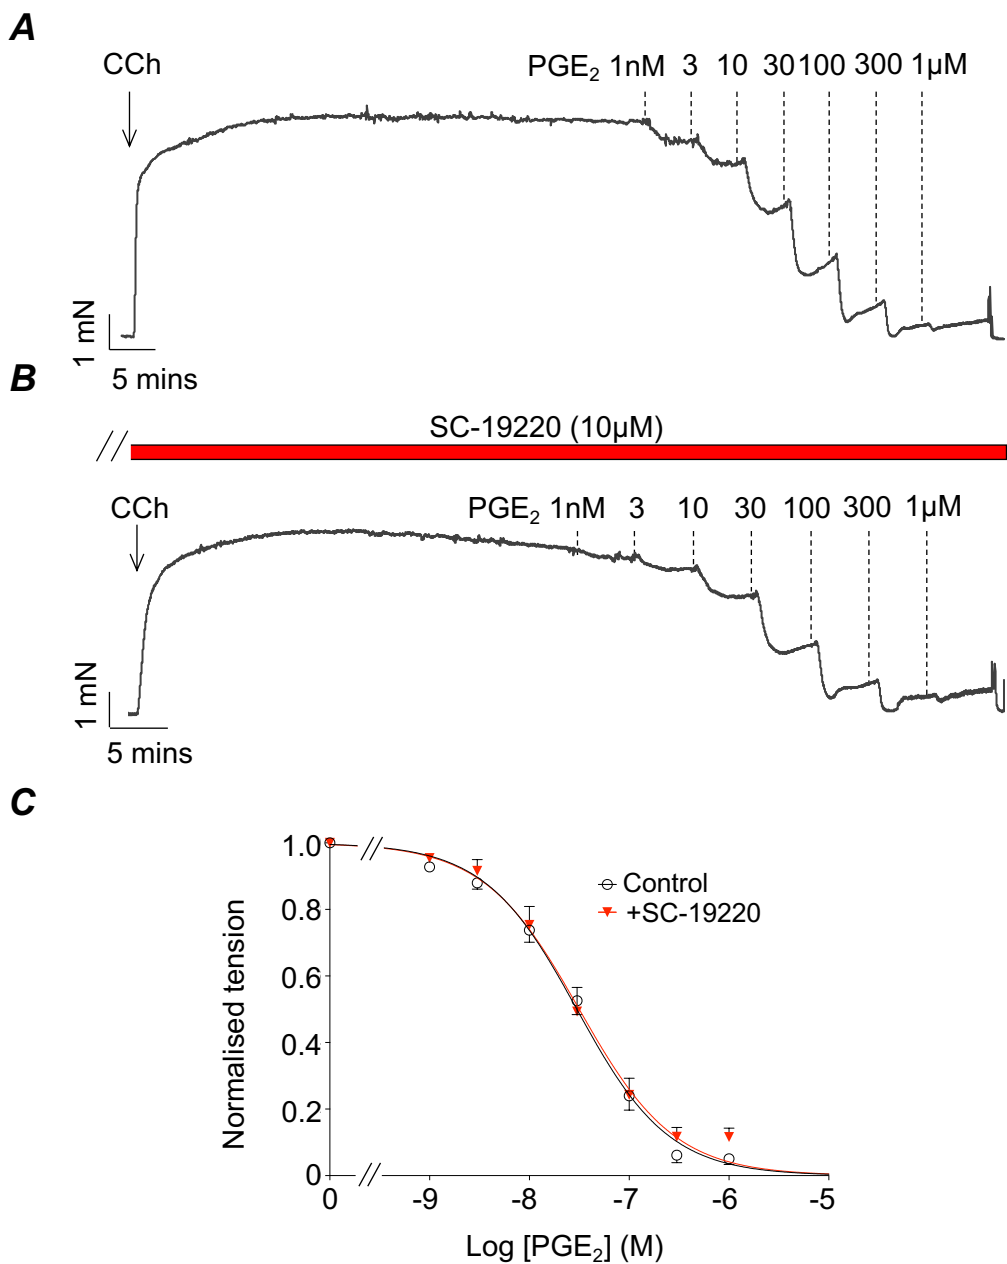 A
CCh
PGE₂ 1nM 3 10 30 100 300 1µM
1 mN
5 mins
B
SC-19220 (10µM)
CCh
PGE₂ 1nM 3 10 30 100 300 1µM
1 mN
5 mins
C
1.0
0.8
0.6
0.4
0.2
0
Normalised tension
Control
+SC-19220
0 -9 -8 -7 -6 -5
Log [PGE₂] (M)